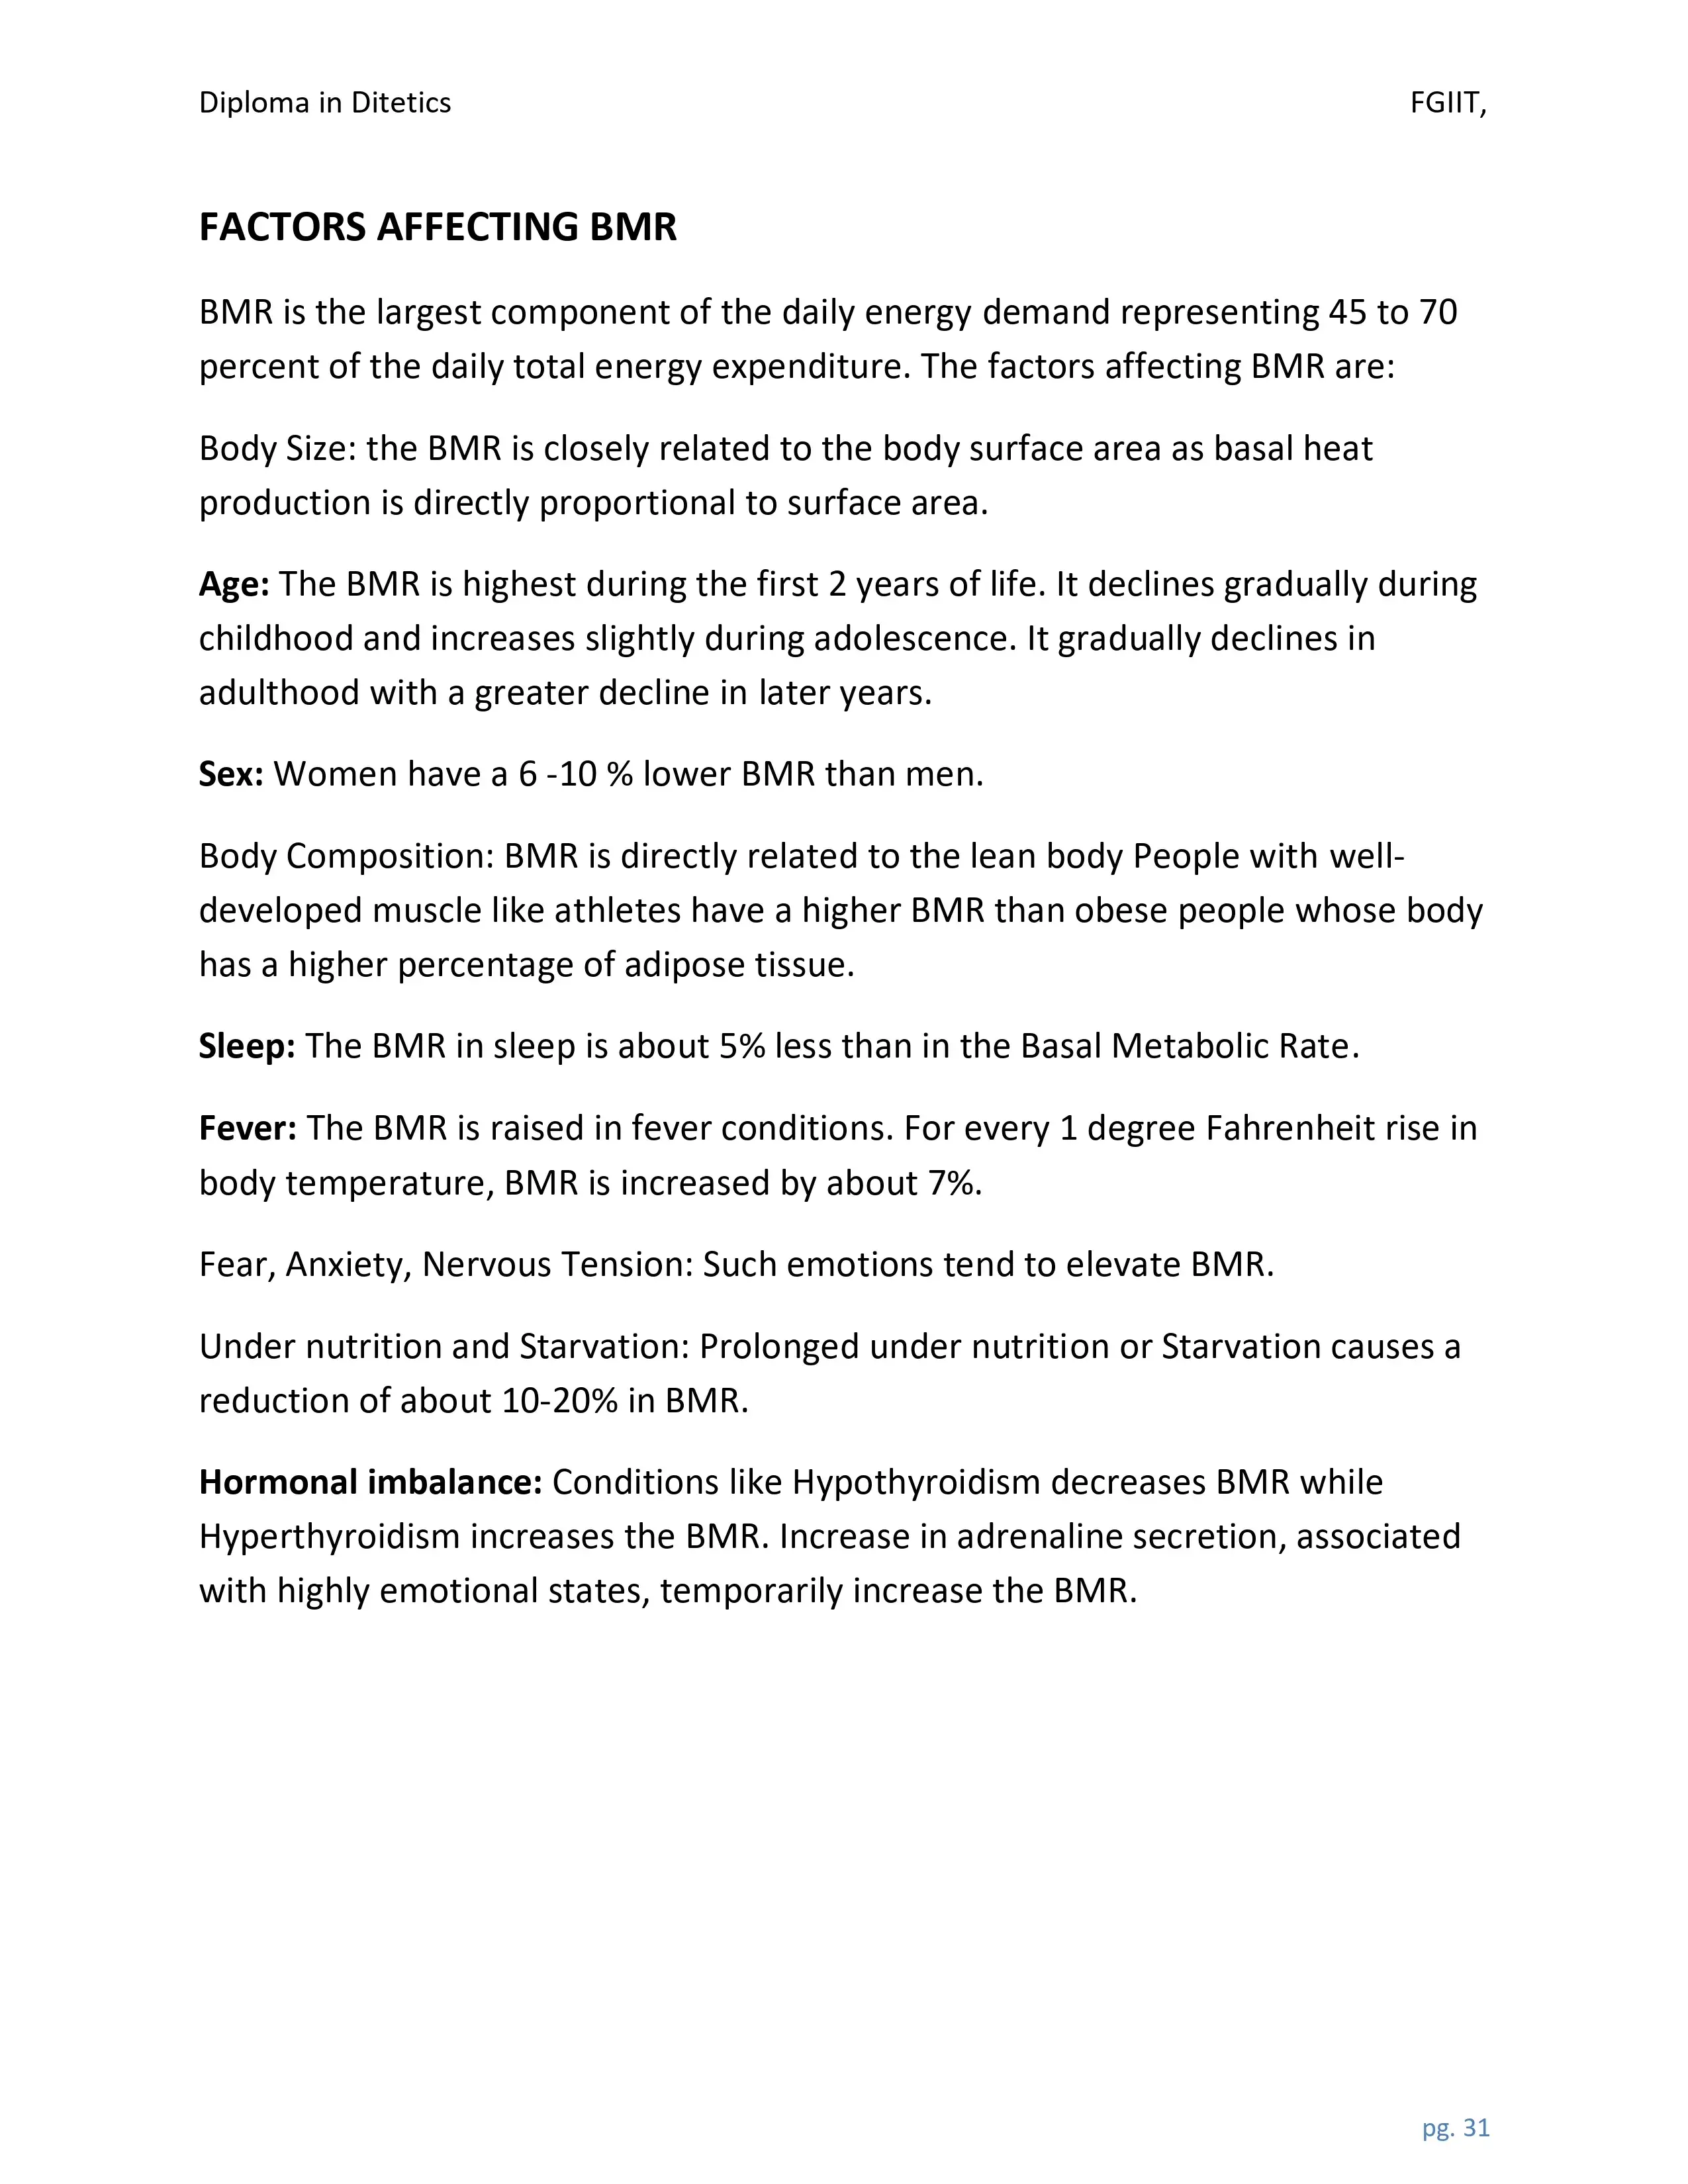 Diploma in Ditetics FGIIT,
FACTORS AFFECTING BMR
BMR is the largest component of the daily energy demand representing 45 to 70
percent of the daily total energy expenditure. The factors affecting BMR are:
Body Size: the BMR is closely related to the body surface area as basal heat
production is directly proportional to surface area.
Age: The BMR is highest during the first 2 years of life. It declines gradually during
childhood and increases slightly during adolescence. It gradually declines in
adulthood with a greater decline in later years.
Sex: Women have a 6 -10 % lower BMR than men.
Body Composition: BMR is directly related to the lean body People with well-
developed muscle like athletes have a higher BMR than obese people whose body
has a higher percentage of adipose tissue.
Sleep: The BMR in sleep is about 5% less than in the Basal Metabolic Rate.
Fever: The BMR is raised in fever conditions. For every 1 degree Fahrenheit rise in
body temperature, BMR is increased by about 7%.
Fear, Anxiety, Nervous Tension: Such emotions tend to elevate BMR.
Under nutrition and Starvation: Prolonged under nutrition or Starvation causes a
reduction of about 10-20% in BMR.
Hormonal imbalance: Conditions like Hypothyroidism decreases BMR while
Hyperthyroidism increases the BMR. Increase in adrenaline secretion, associated
with highly emotional states, temporarily increase the BMR.
pg. 31